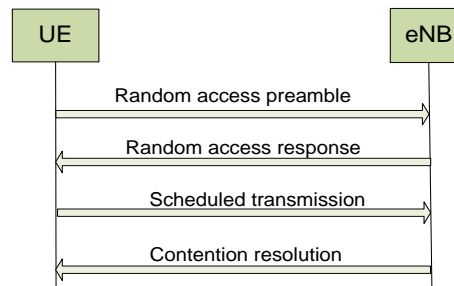 UE
eNB
Random access preamble
Random access response
Scheduled transmission
Contention resolution